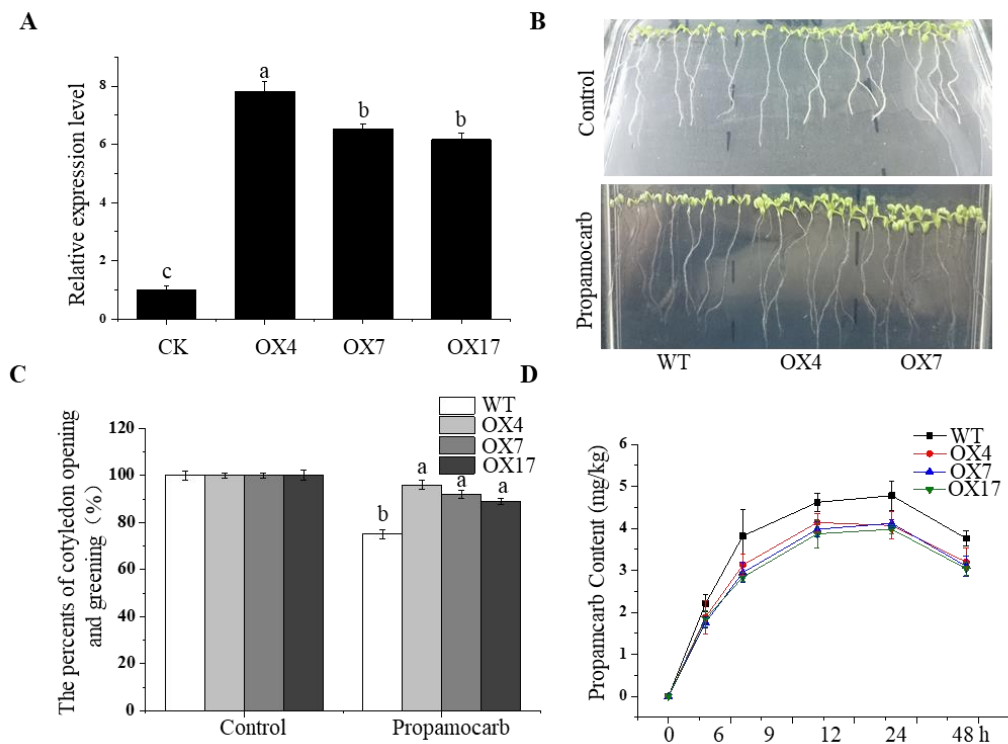 A
Relative expression level
8
6
4
2
0
a
b
b
c
CK OX4 OX7 OX17
B
Control
Propamocarb
WT OX4 OX7
C
The percents of cotyledon opening
and greening (%)
120
100
80
60
40
20
0
WT
OX4
OX7
OX17
b
a
a
a
Control Propamocarb
D
Propamcarb Content (mg/kg)
6
5
4
3
2
1
0
WT
OX4
OX7
OX17
0 6 9 12 24 48 h